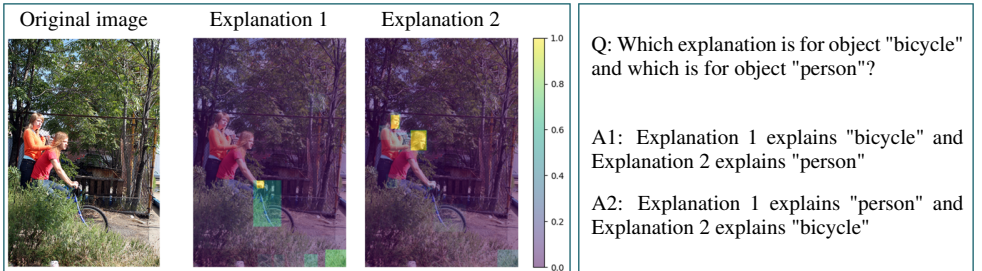 Original image
Explanation 1
Explanation 2
1.0
0.8
0.6
0.4
0.2
0.0
Q: Which explanation is for object "bicycle"
and which is for object "person"?
A1: Explanation 1 explains "bicycle" and
Explanation 2 explains "person"
A2: Explanation 1 explains "person" and
Explanation 2 explains "bicycle"